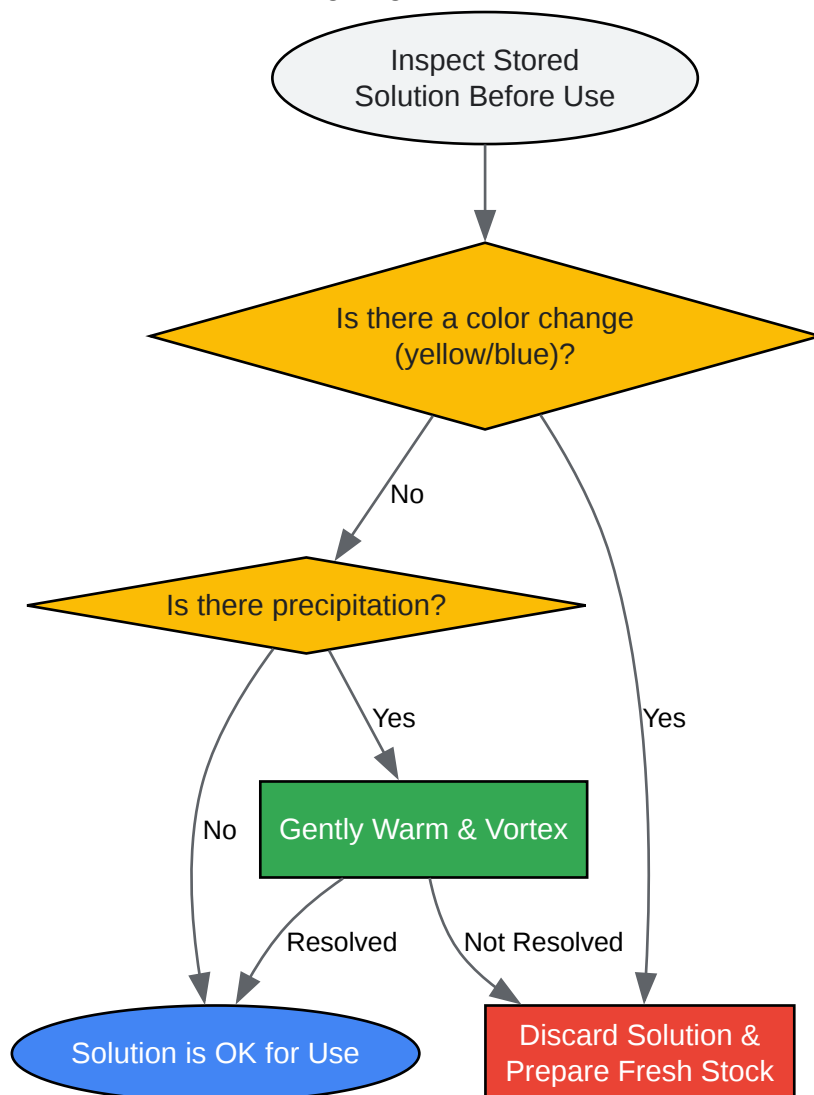 Inspect Stored
Solution Before Use
Is there a color change
(yellow/blue)?
No
Is there precipitation?
Yes
Yes
Gently Warm & Vortex
No
Resolved
Not Resolved
Solution is OK for Use
Discard Solution &
Prepare Fresh Stock